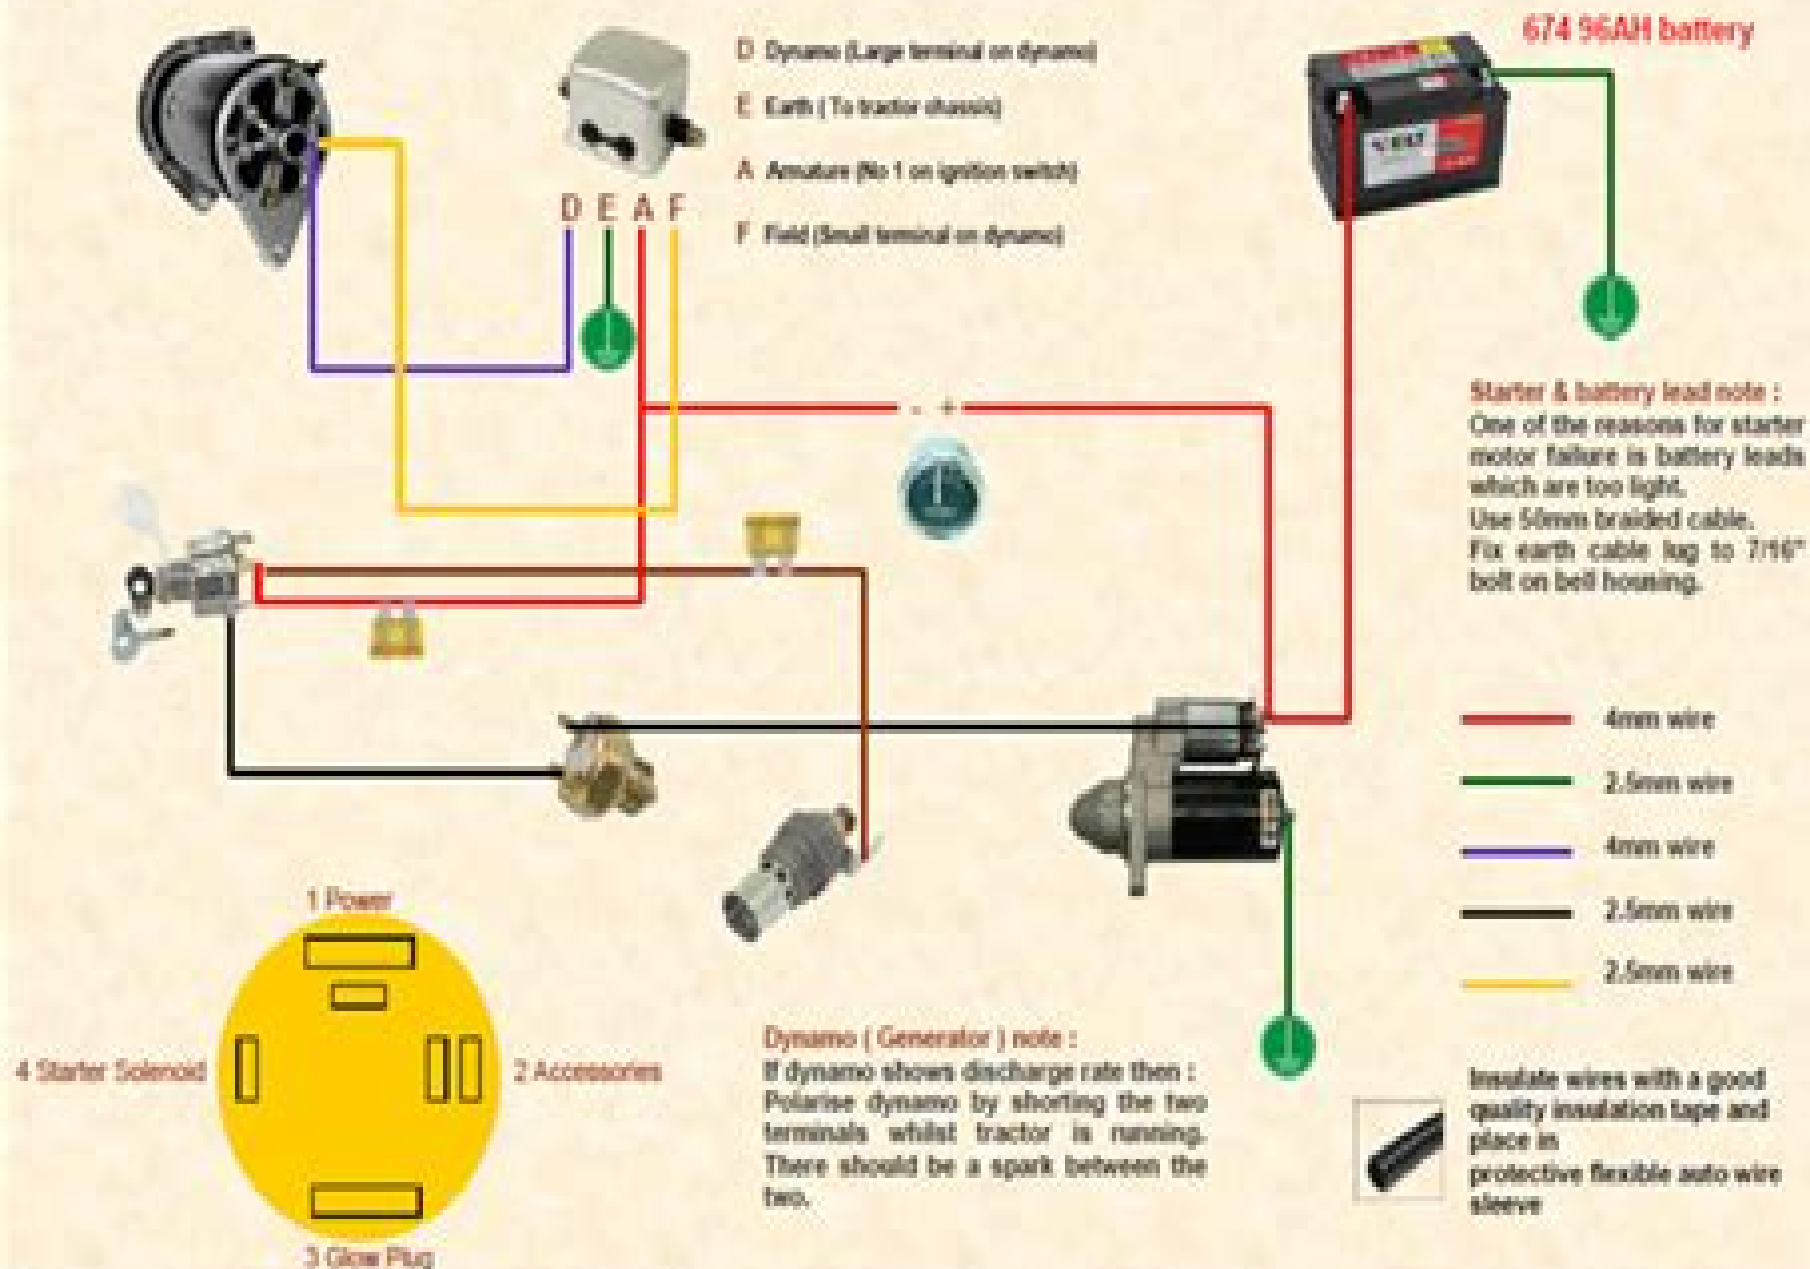 674 96AH battery
D Dynamo (Large terminal on dynamo)
E Earth ( To tractor chassis)
A Armature (No 1 on ignition switch)
F Field (Small terminal on dynamo)
D E A F
- +
Starter & battery lead note :
One of the reasons for starter
motor failure is battery leads
which are too light.
Use 50mm braided cable.
Fix earth cable lug to 7/16"
bolt on bell housing.
4mm wire
2.5mm wire
4mm wire
2.5mm wire
2.5mm wire
1 Power
4 Starter Solenoid
2 Accessories
3 Glow Plug
Dynamo ( Generator ) note :
If dynamo shows discharge rate then :
Polarise dynamo by shorting the two
terminals whilst tractor is running.
There should be a spark between the
two.
Insulate wires with a good
quality insulation tape and
place in
protective flexible auto wire
sleeve